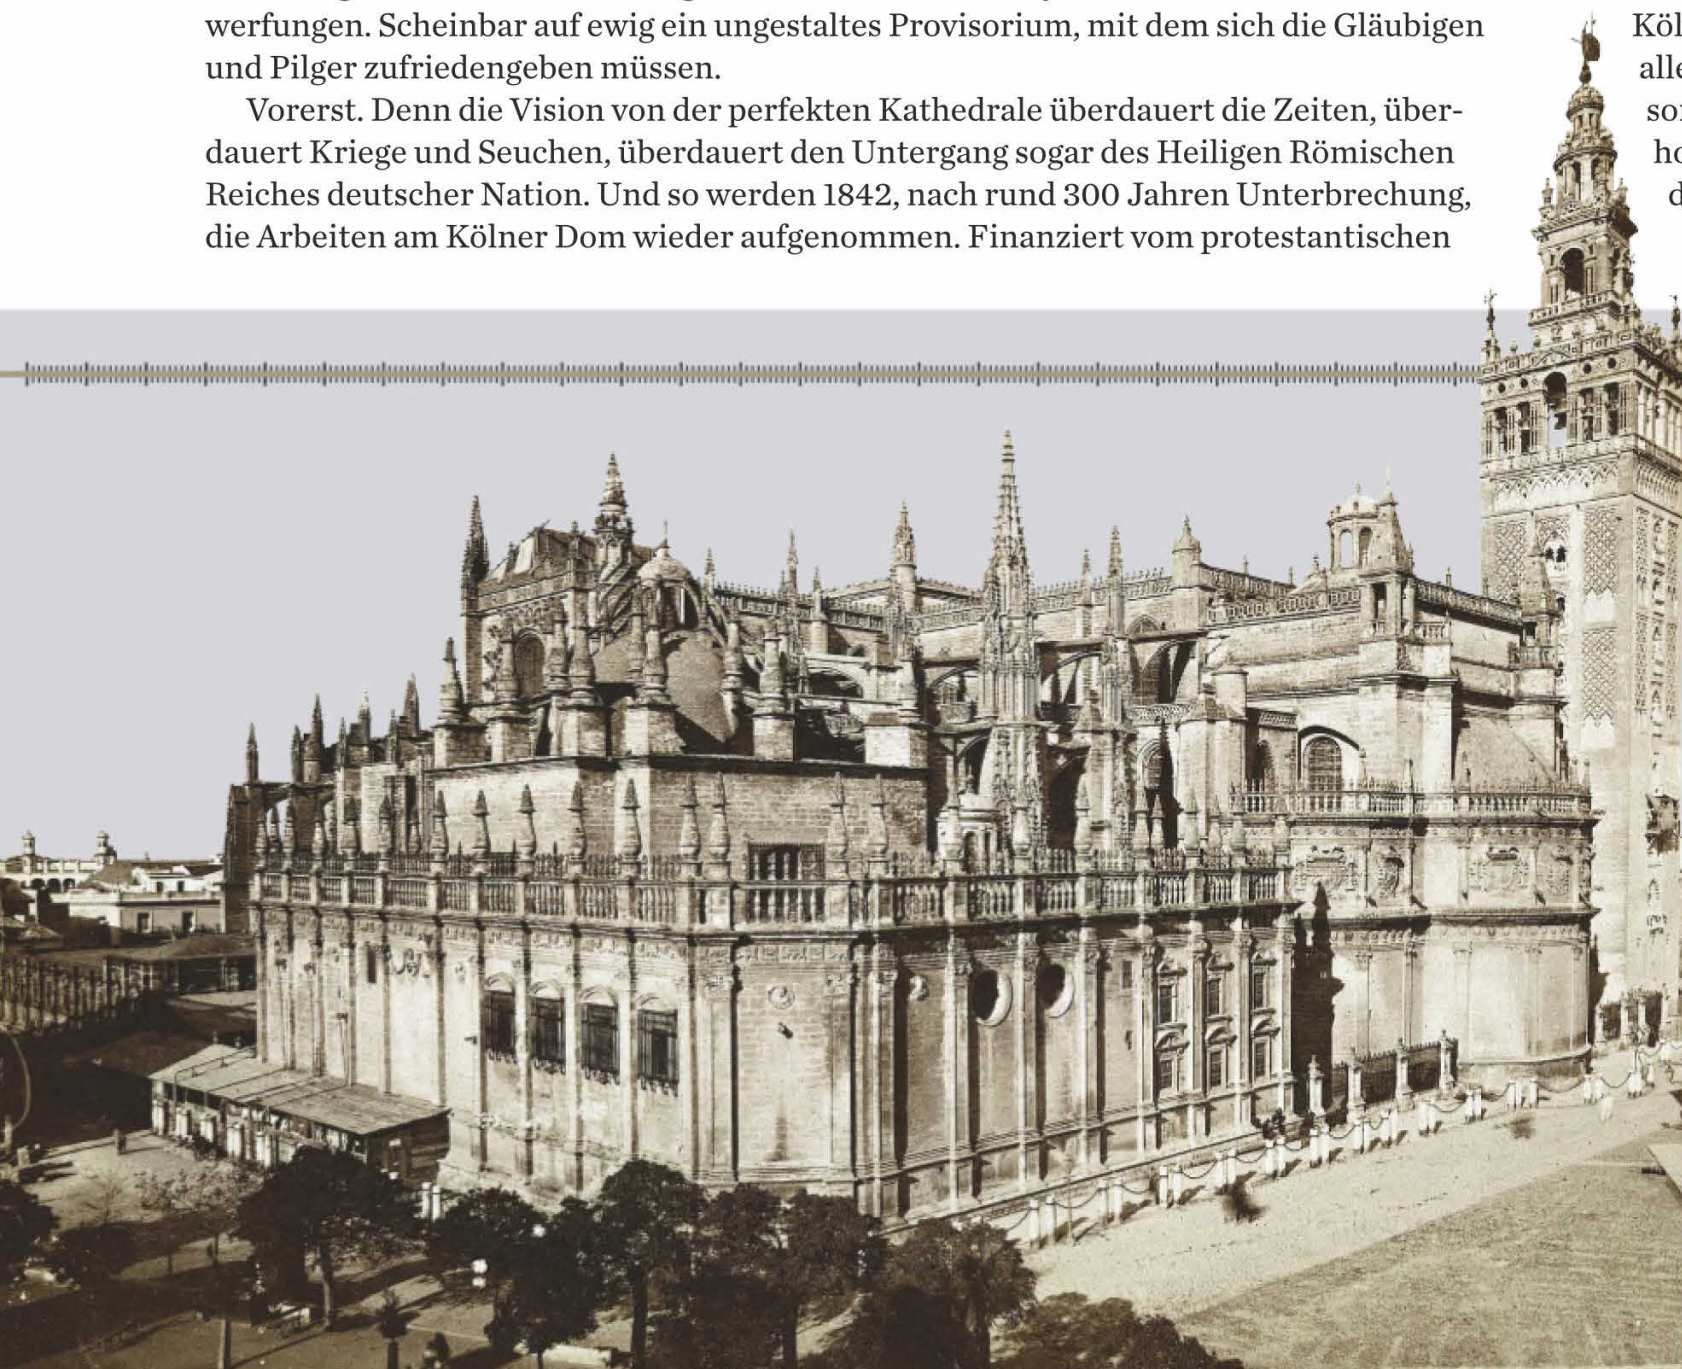 werfungen. Scheinbar auf ewig ein ungestaltes Provisorium, mit dem sich die Gläubigen
und Pilger zufriedengeben müssen.
Vorerst. Denn die Vision von der perfekten Kathedrale überdauert die Zeiten, über-
dauert Kriege und Seuchen, überdauert den Untergang sogar des Heiligen Römischen
Reiches deutscher Nation. Und so werden 1842, nach rund 300 Jahren Unterbrechung,
die Arbeiten am Kölner Dom wieder aufgenommen. Finanziert vom protestantischen